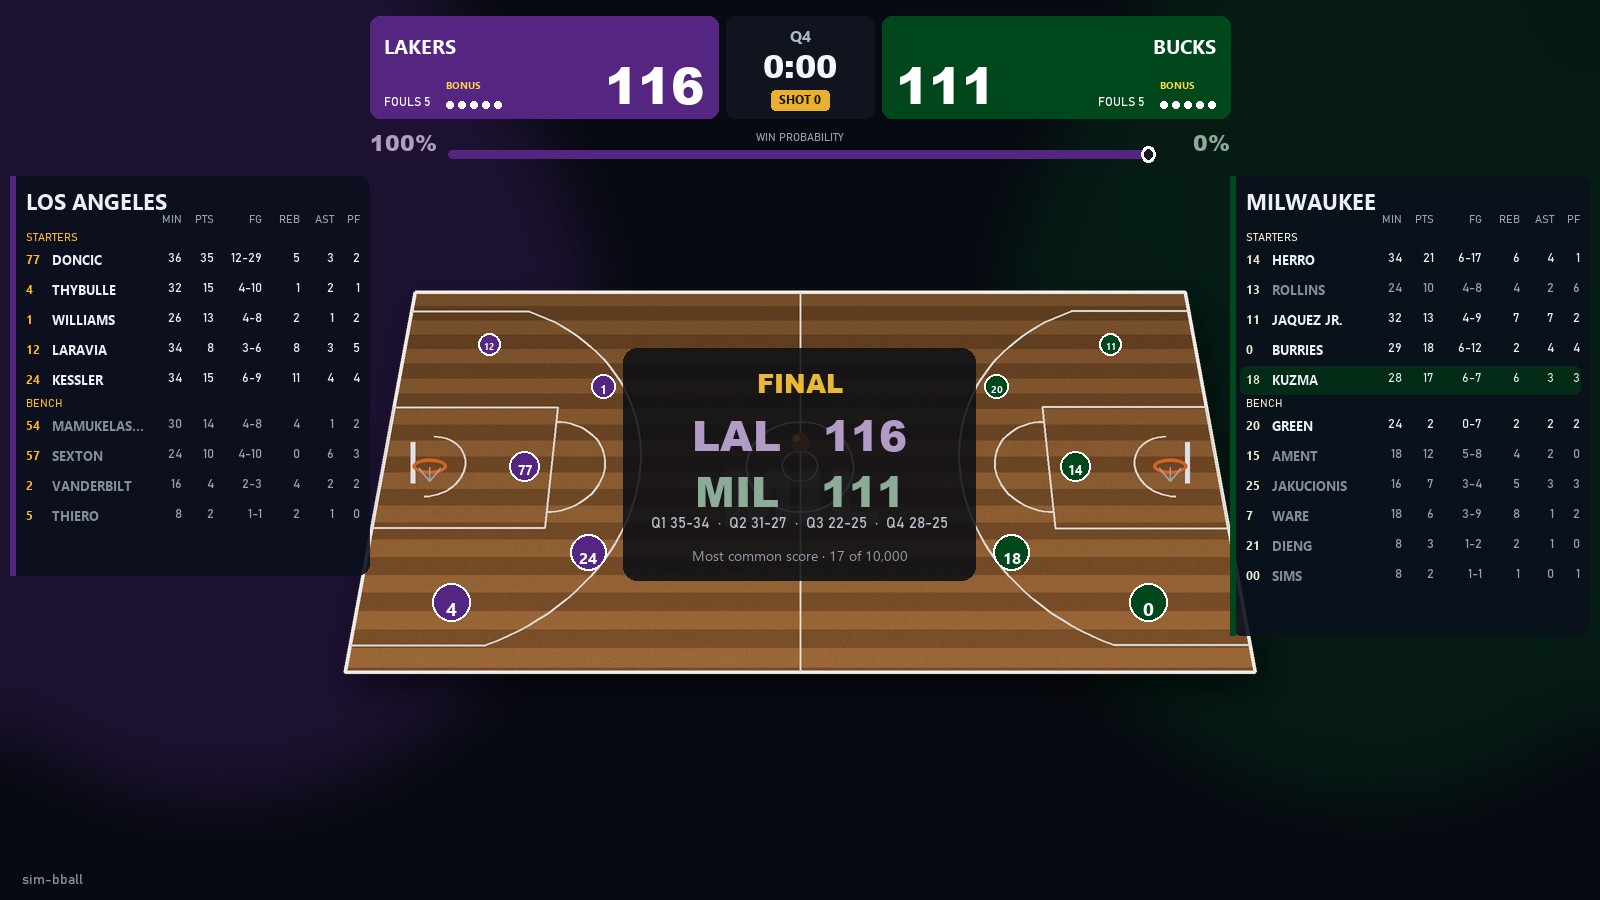 LAKERS
FOULS 5
BONUS
116
Q4
0:00
SHOT 0
BUCKS
111
FOULS 5
BONUS
100%
WIN PROBABILITY
0%
LOS ANGELES
MIN PTS FG REB AST PF
STARTERS
77 DONCIC 36 35 12-29 5 3 2
4 THYBULLE 32 15 4-10 1 2 1
1 WILLIAMS 26 13 4-8 2 1 2
12 LARAVIA 34 8 3-6 8 3 5
24 KESSLER 34 15 6-9 11 4 4
BENCH
54 MAMUKELAS... 30 14 4-8 4 1 2
57 SEXTON 24 10 4-10 0 6 3
2 VANDERBILT 16 4 2-3 4 2 2
5 THIERO 8 2 1-1 2 1 0
12
1
77
24
4
FINAL
LAL 116
MIL 111
Q1 35-34 · Q2 31-27 · Q3 22-25 · Q4 28-25
Most common score · 17 of 10,000
11
20
14
18
0
MILWAUKEE
MIN PTS FG REB AST PF
STARTERS
14 HERRO 34 21 6-17 6 4 1
13 ROLLINS 24 10 4-8 4 2 6
11 JAQUEZ JR. 32 13 4-9 7 7 2
0 BURRIES 29 18 6-12 2 4 4
18 KUZMA 28 17 6-7 6 3 3
BENCH
20 GREEN 24 2 0-7 2 2 2
15 AMENT 18 12 5-8 4 2 0
25 JAKUCIONIS 16 7 3-4 5 3 3
7 WARE 18 6 3-9 8 1 2
21 DIENG 8 3 1-2 2 1 0
00 SIMS 8 2 1-1 1 0 1
sim-bball